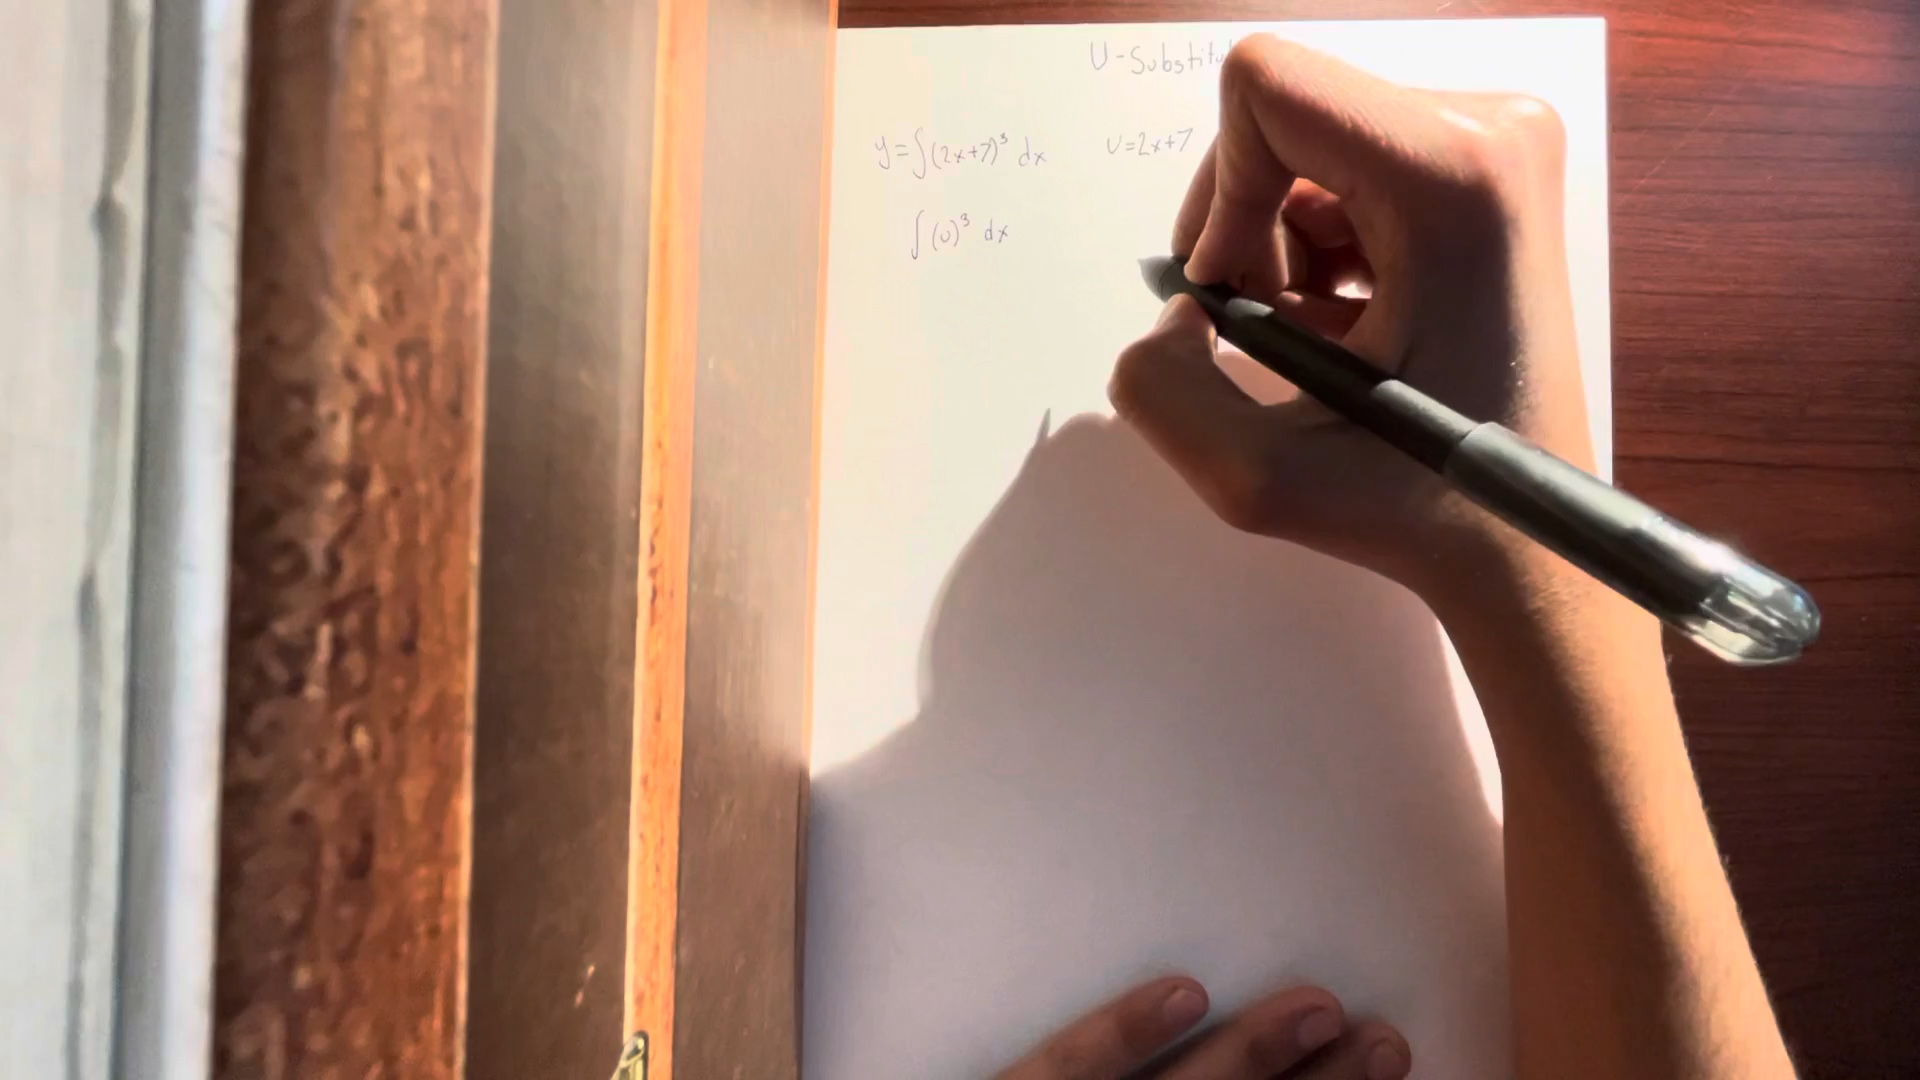 U-Substitu
y=∫(2x+7)³ dx U=2x+7
∫(u)³ dx